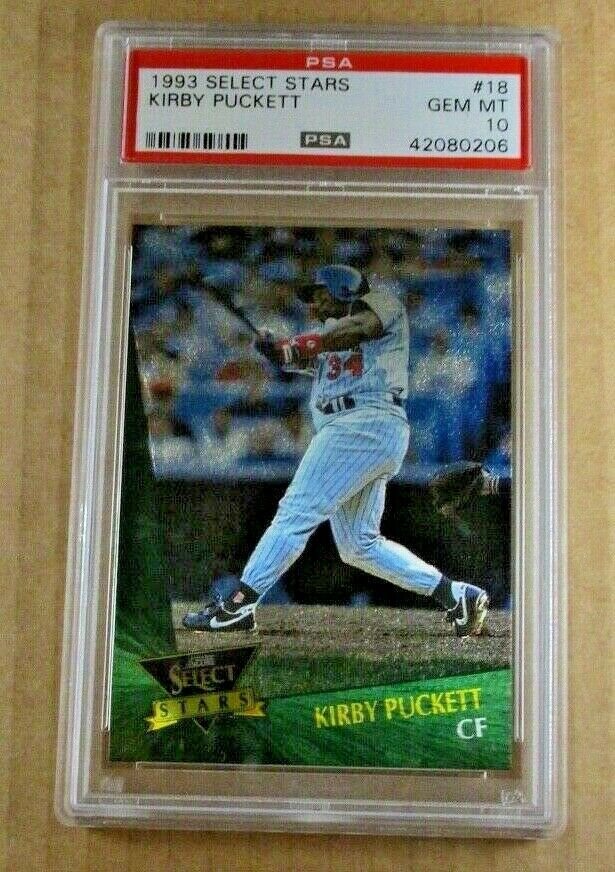 PSA
1993 SELECT STARS #18
KIRBY PUCKETT GEM MT
10
PSA 42080206
34
SELECT
STARS
KIRBY PUCKETT
CF